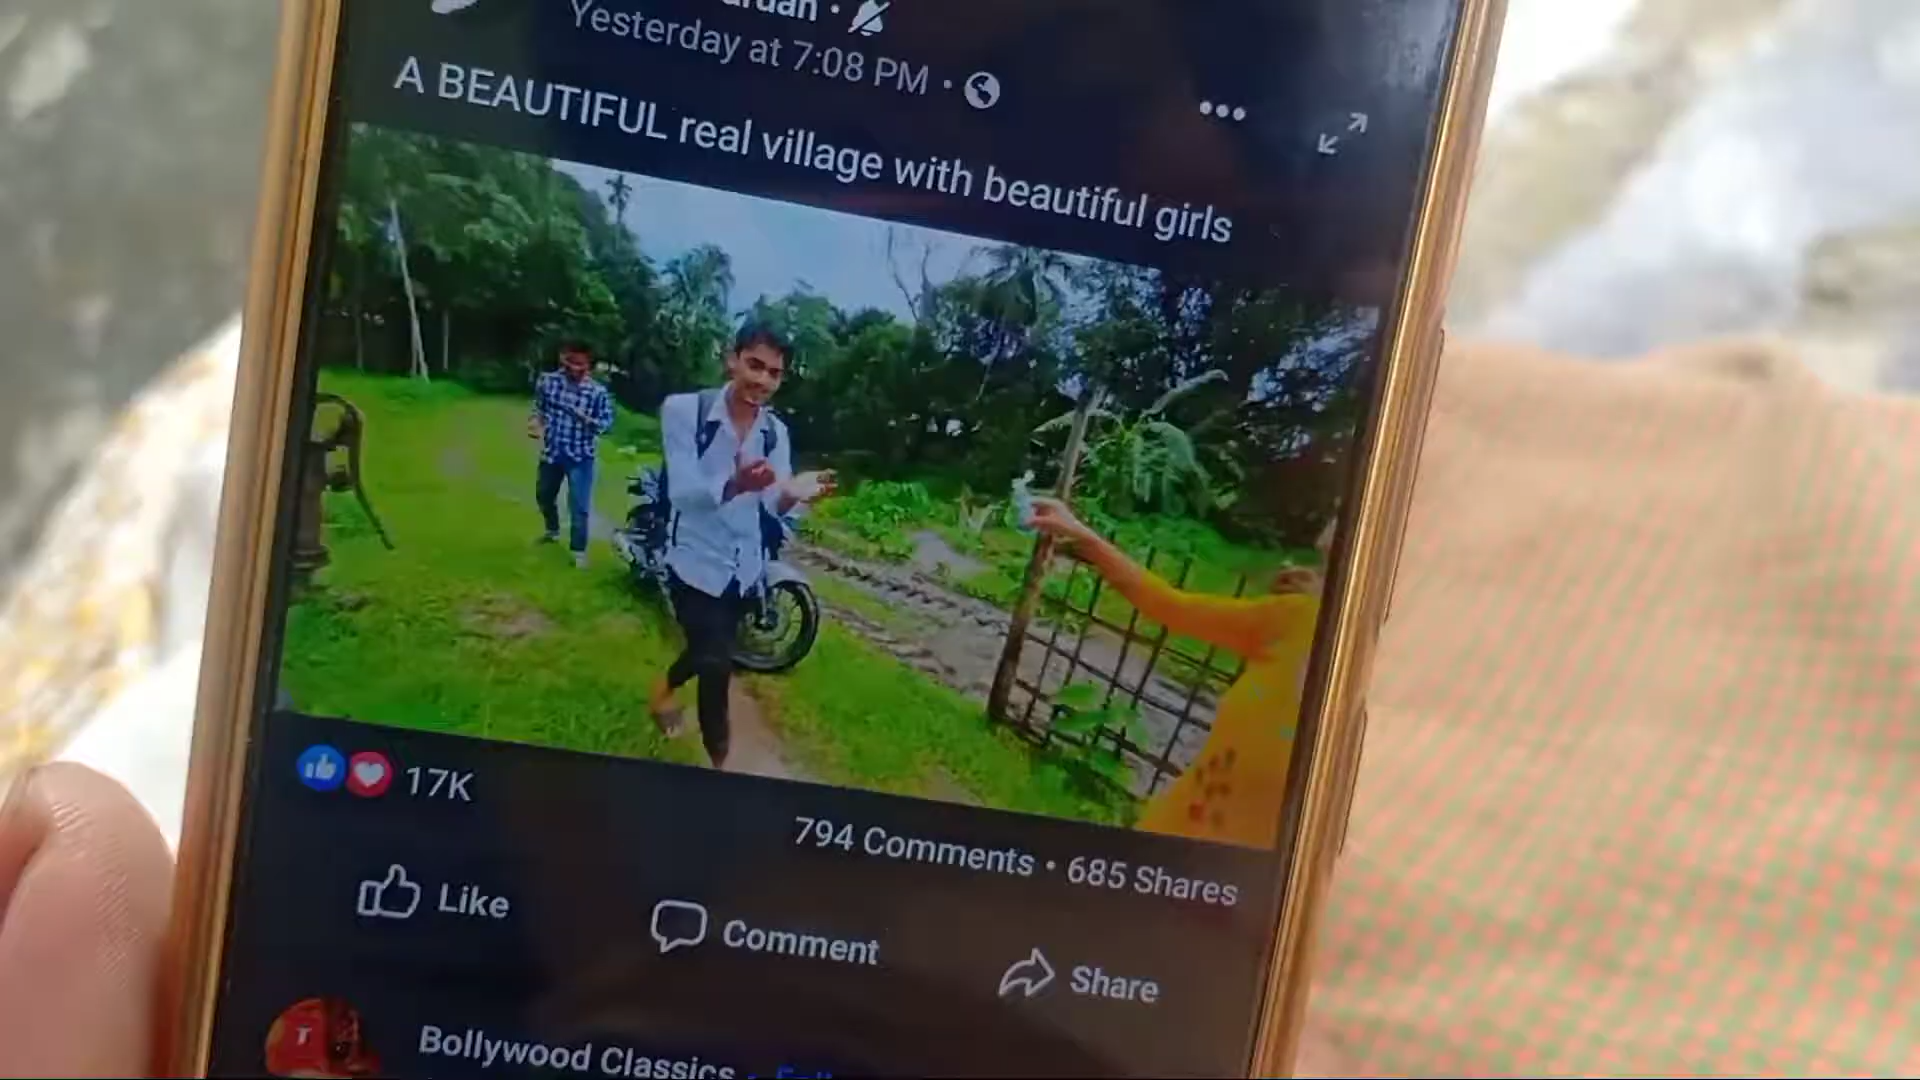 Yesterday at 7:08 PM
A BEAUTIFUL real village with beautiful girls
17K
794 Comments • 685 Shares
Like
Comment
Share
Bollywood Classics